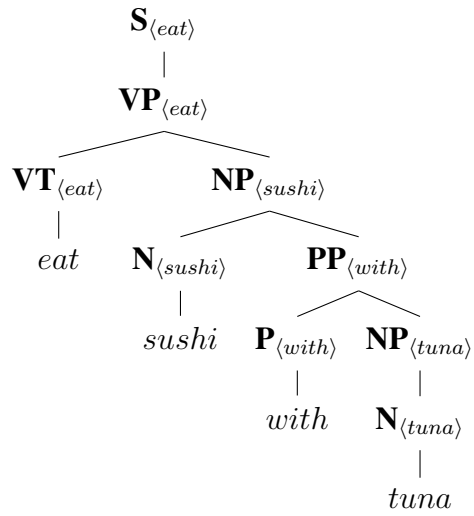 S⟨eat⟩
VP⟨eat⟩
VT⟨eat⟩ NP⟨sushi⟩
eat N⟨sushi⟩ PP⟨with⟩
sushi P⟨with⟩ NP⟨tuna⟩
with N⟨tuna⟩
tuna